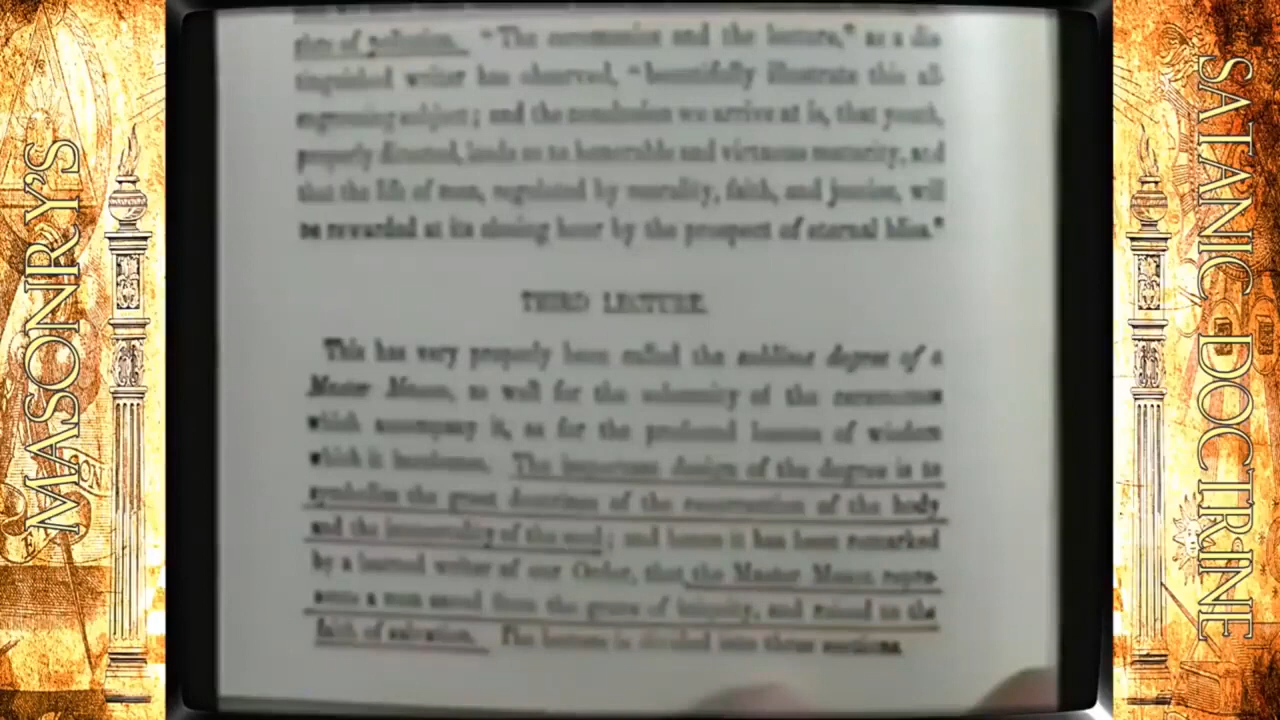 MASONRY'S
rites of pollution. "The ceremonies and the lecture," as a dis-
tinguished writer has observed, "beautifully illustrate this all-
engrossing subject; and the conclusion we arrive at is, that youth,
properly directed, leads us to honorable and virtuous maturity, and
that the life of man, regulated by morality, faith, and justice, will
be rewarded at its closing hour by the prospect of eternal bliss."
THIRD LECTURE.
This has very properly been called the sublime degree of a
Master Mason, as well for the solemnity of the ceremonies
which accompany it, as for the profound lessons of wisdom
which it inculcates. The important design of the degree is to
symbolize the great doctrines of the resurrection of the body
and the immortality of the soul; and hence it has been remarked
by a learned writer of our Order, that the Master Mason repre-
sents a man saved from the grave of iniquity, and raised to the
faith of salvation. The lecture is divided into three sections.
SATANIC DOCTRINE